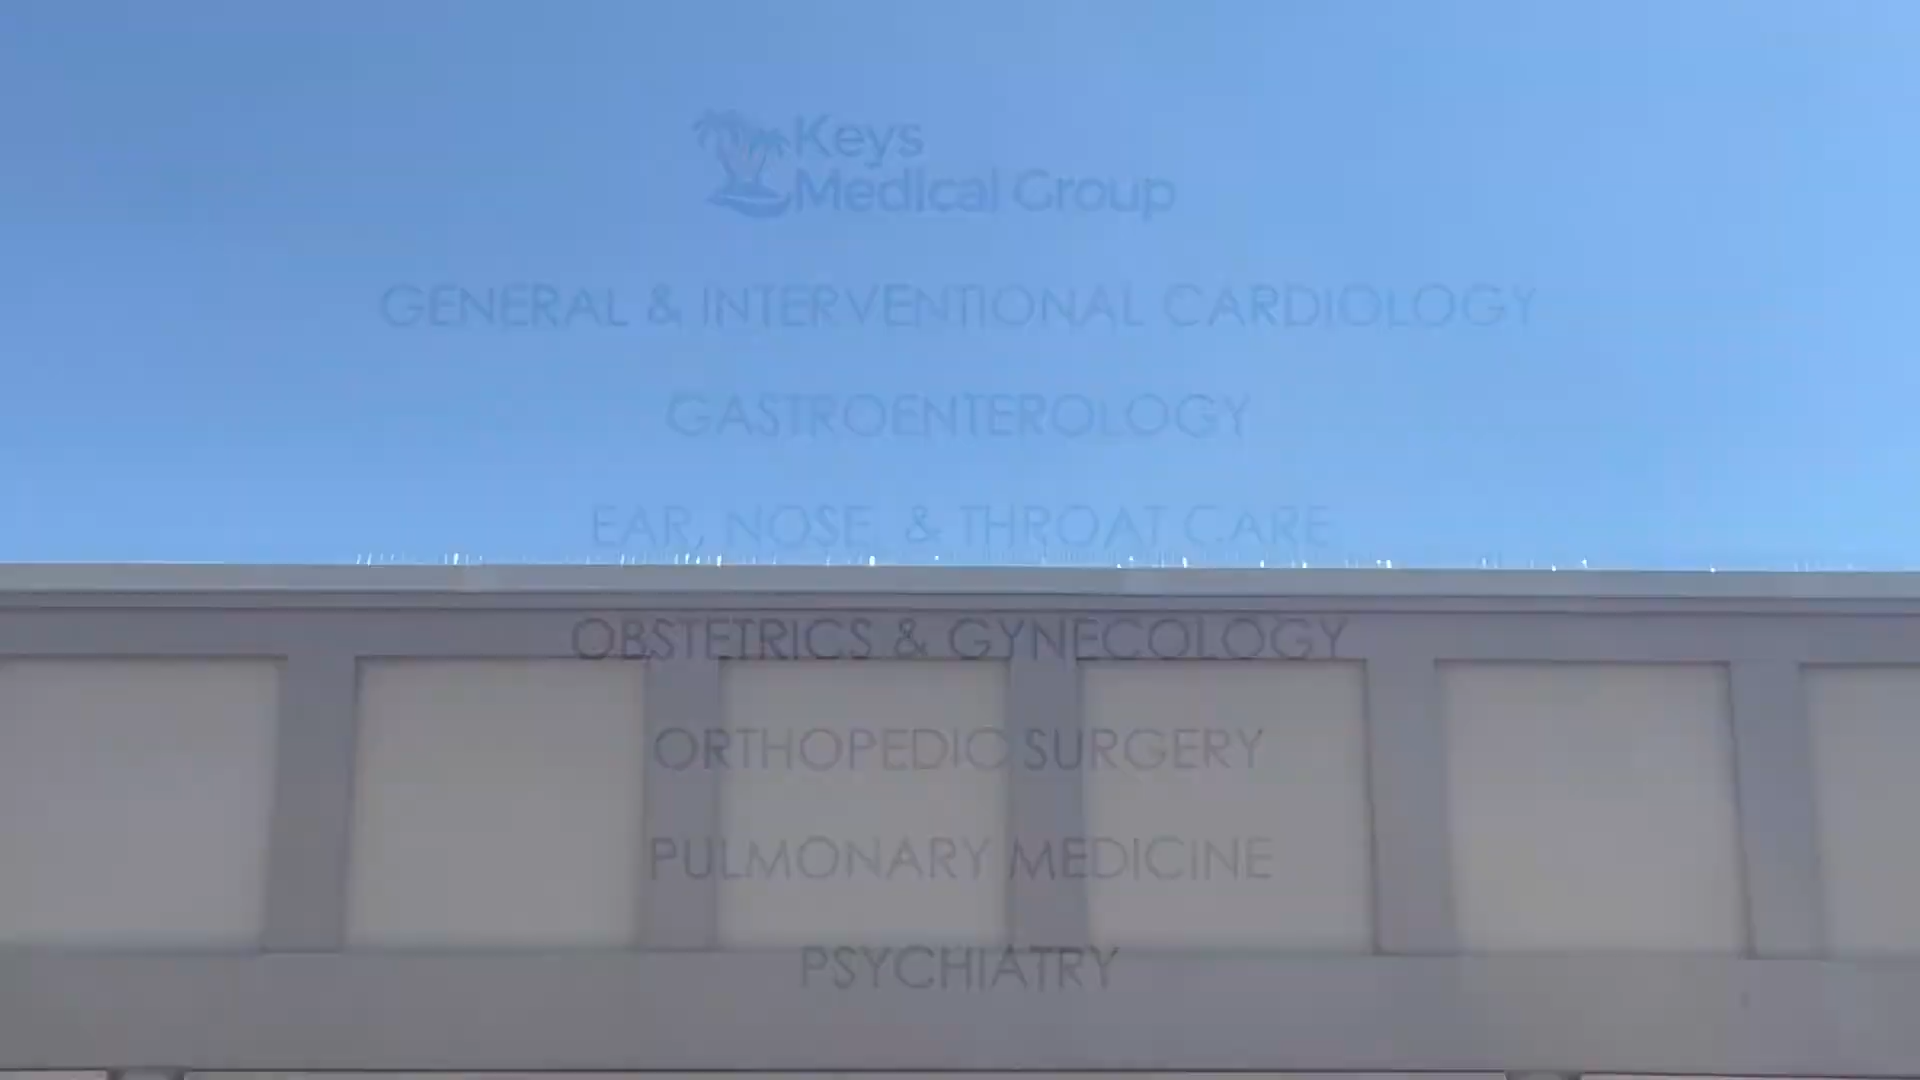 Keys
Medical Group
GENERAL & INTERVENTIONAL CARDIOLOGY
GASTROENTEROLOGY
EAR, NOSE, & THROAT CARE
OBSTETRICS & GYNECOLOGY
ORTHOPEDIC SURGERY
PULMONARY MEDICINE
PSYCHIATRY